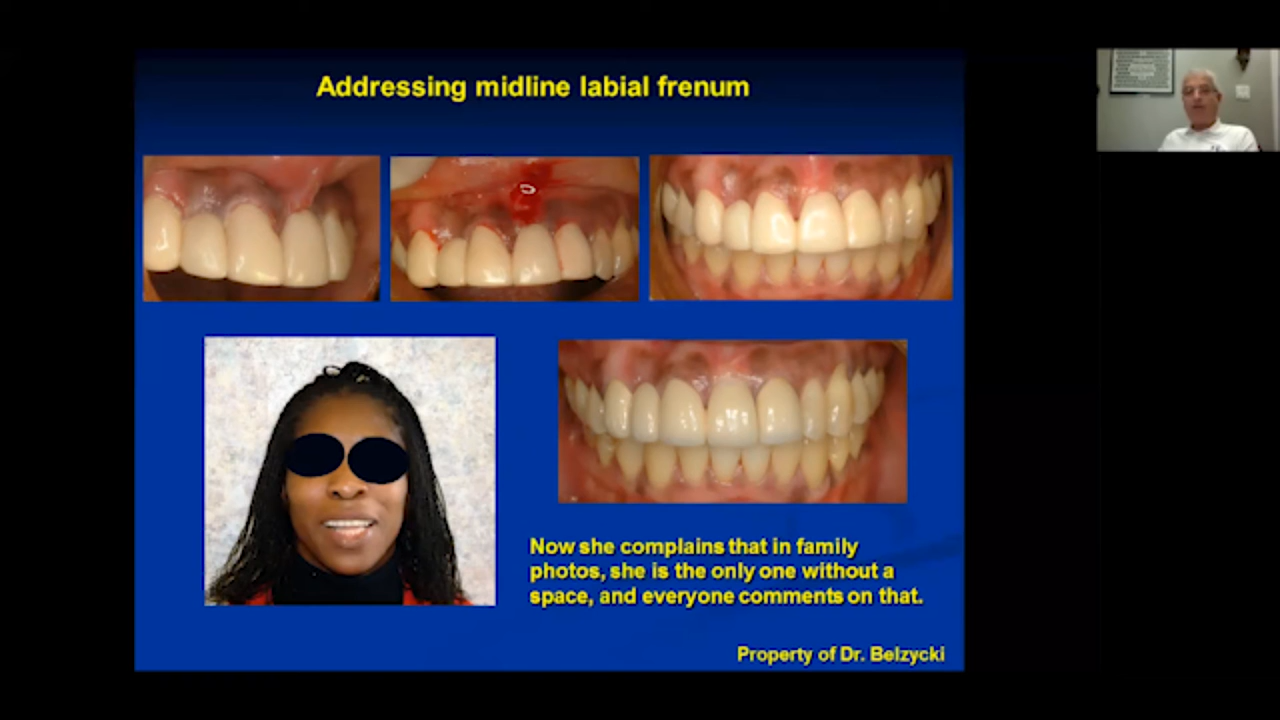 Addressing midline labial frenum
Now she complains that in family
photos, she is the only one without a
space, and everyone comments on that.
Property of Dr. Belzycki